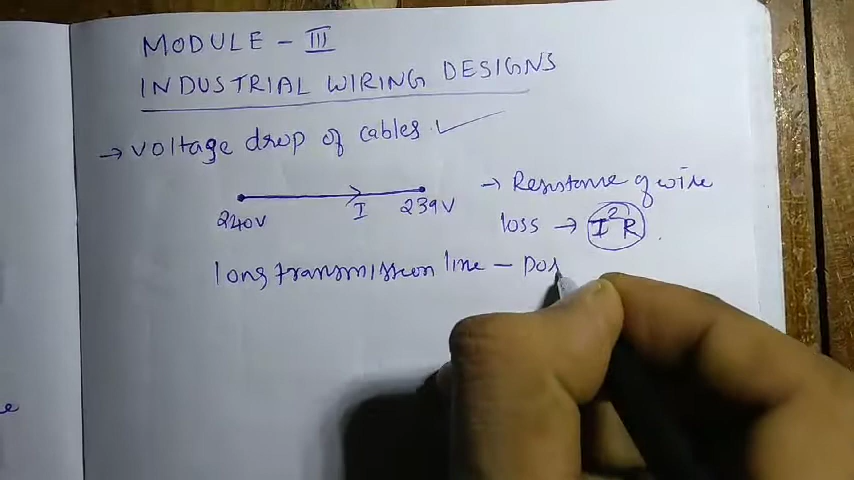 MODULE - III
INDUSTRIAL WIRING DESIGNS
→ voltage drop of cables ✓
→ Resistance of wire
240V I 239V
loss → I²R
long transmission line - pos
e